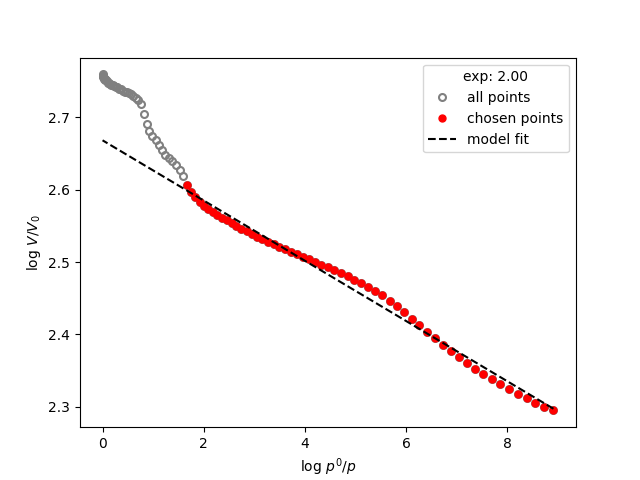 exp: 2.00
all points
chosen points
model fit
2.7
2.6
2.5
2.4
2.3
log V/V₀
0
2
4
6
8
log p⁰/p